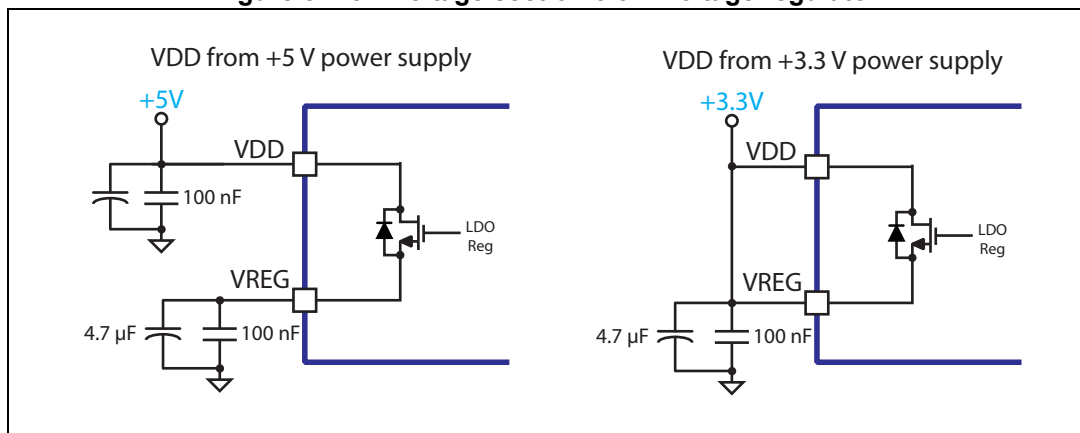 VDD from +5 V power supply
+5V
VDD
100 nF
LDO
Reg
VREG
4.7 µF
100 nF
VDD from +3.3 V power supply
+3.3V
VDD
LDO
Reg
VREG
4.7 µF
100 nF